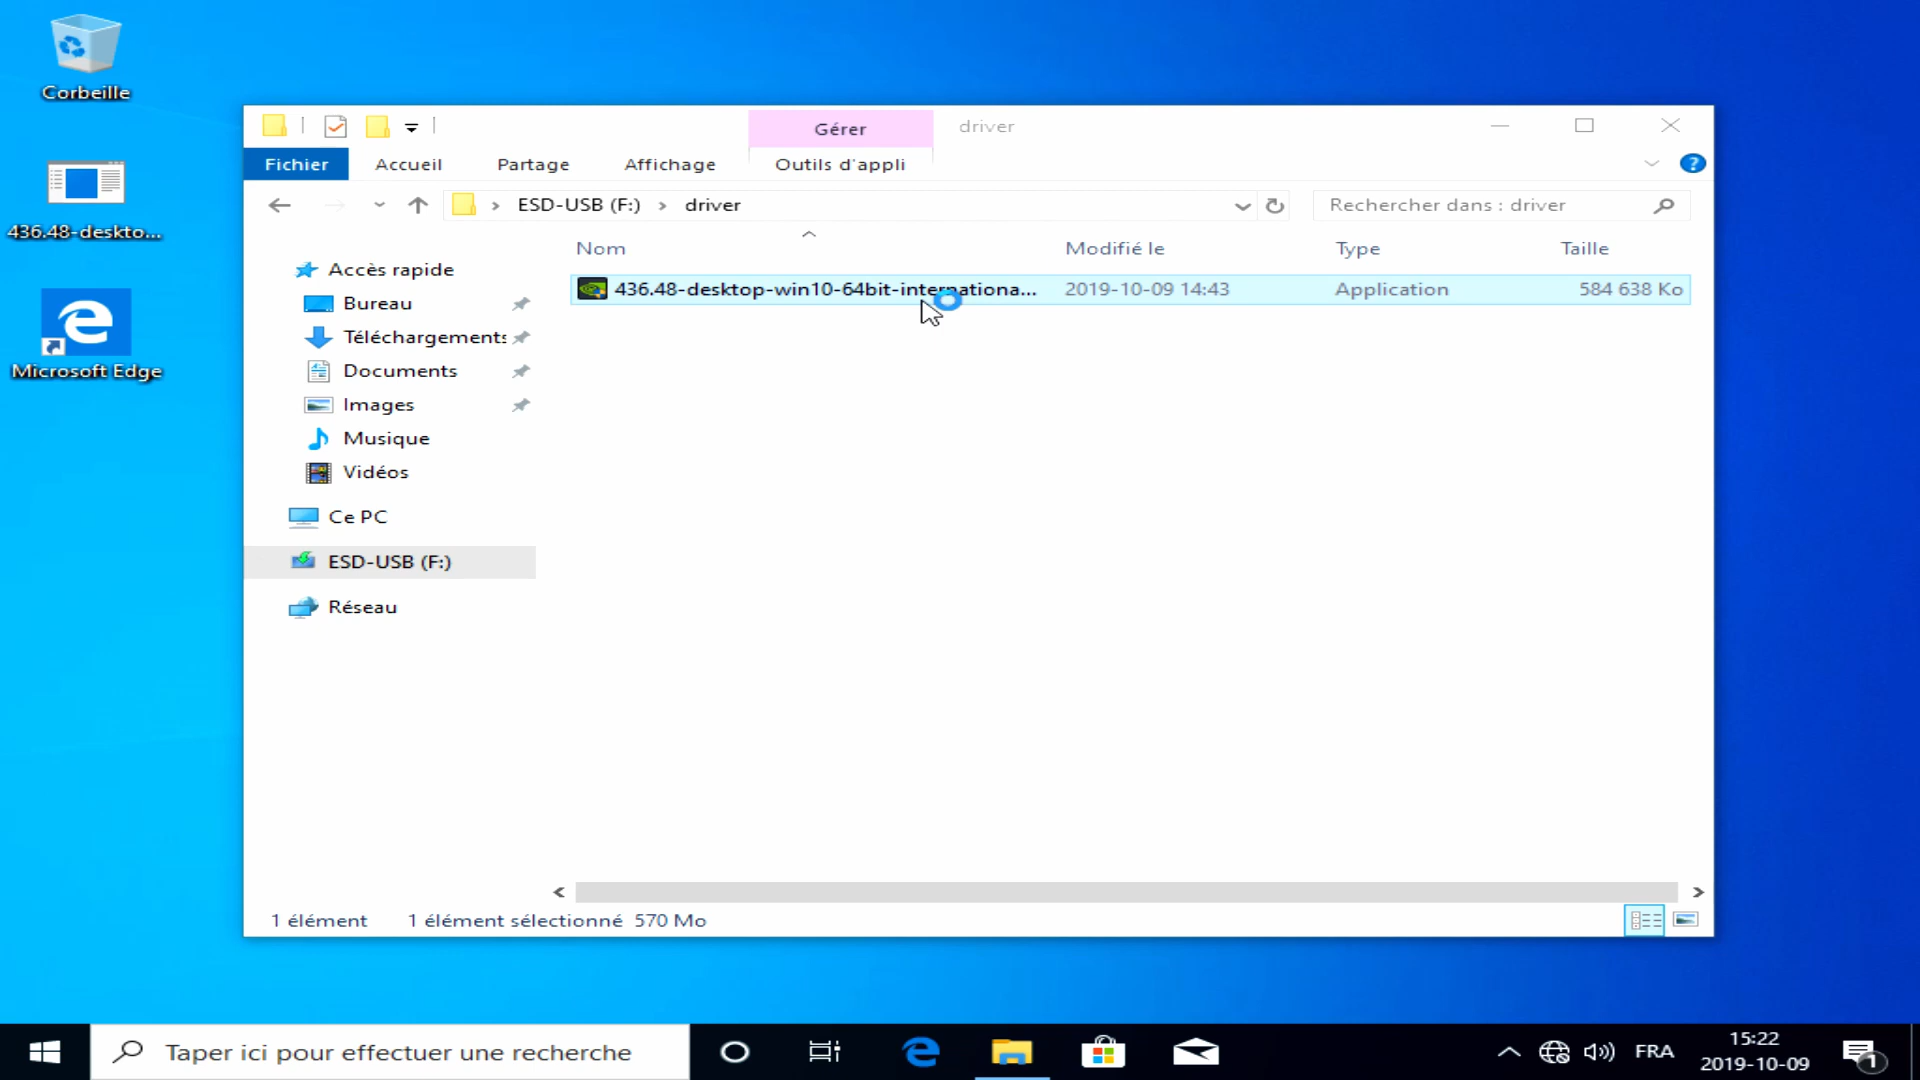 Corbeille
436.48-deskto...
Microsoft Edge
Gérer
driver
Fichier
Accueil
Partage
Affichage
Outils d'appli
?
ESD-USB (F:)
driver
Rechercher dans : driver
Nom
Modifié le
Type
Taille
436.48-desktop-win10-64bit-internationa...
2019-10-09 14:43
Application
584 638 Ko
Accès rapide
Bureau
Téléchargements
Documents
Images
Musique
Vidéos
Ce PC
ESD-USB (F:)
Réseau
1 élément
1 élément sélectionné 570 Mo
Taper ici pour effectuer une recherche
FRA
15:22
2019-10-09
1